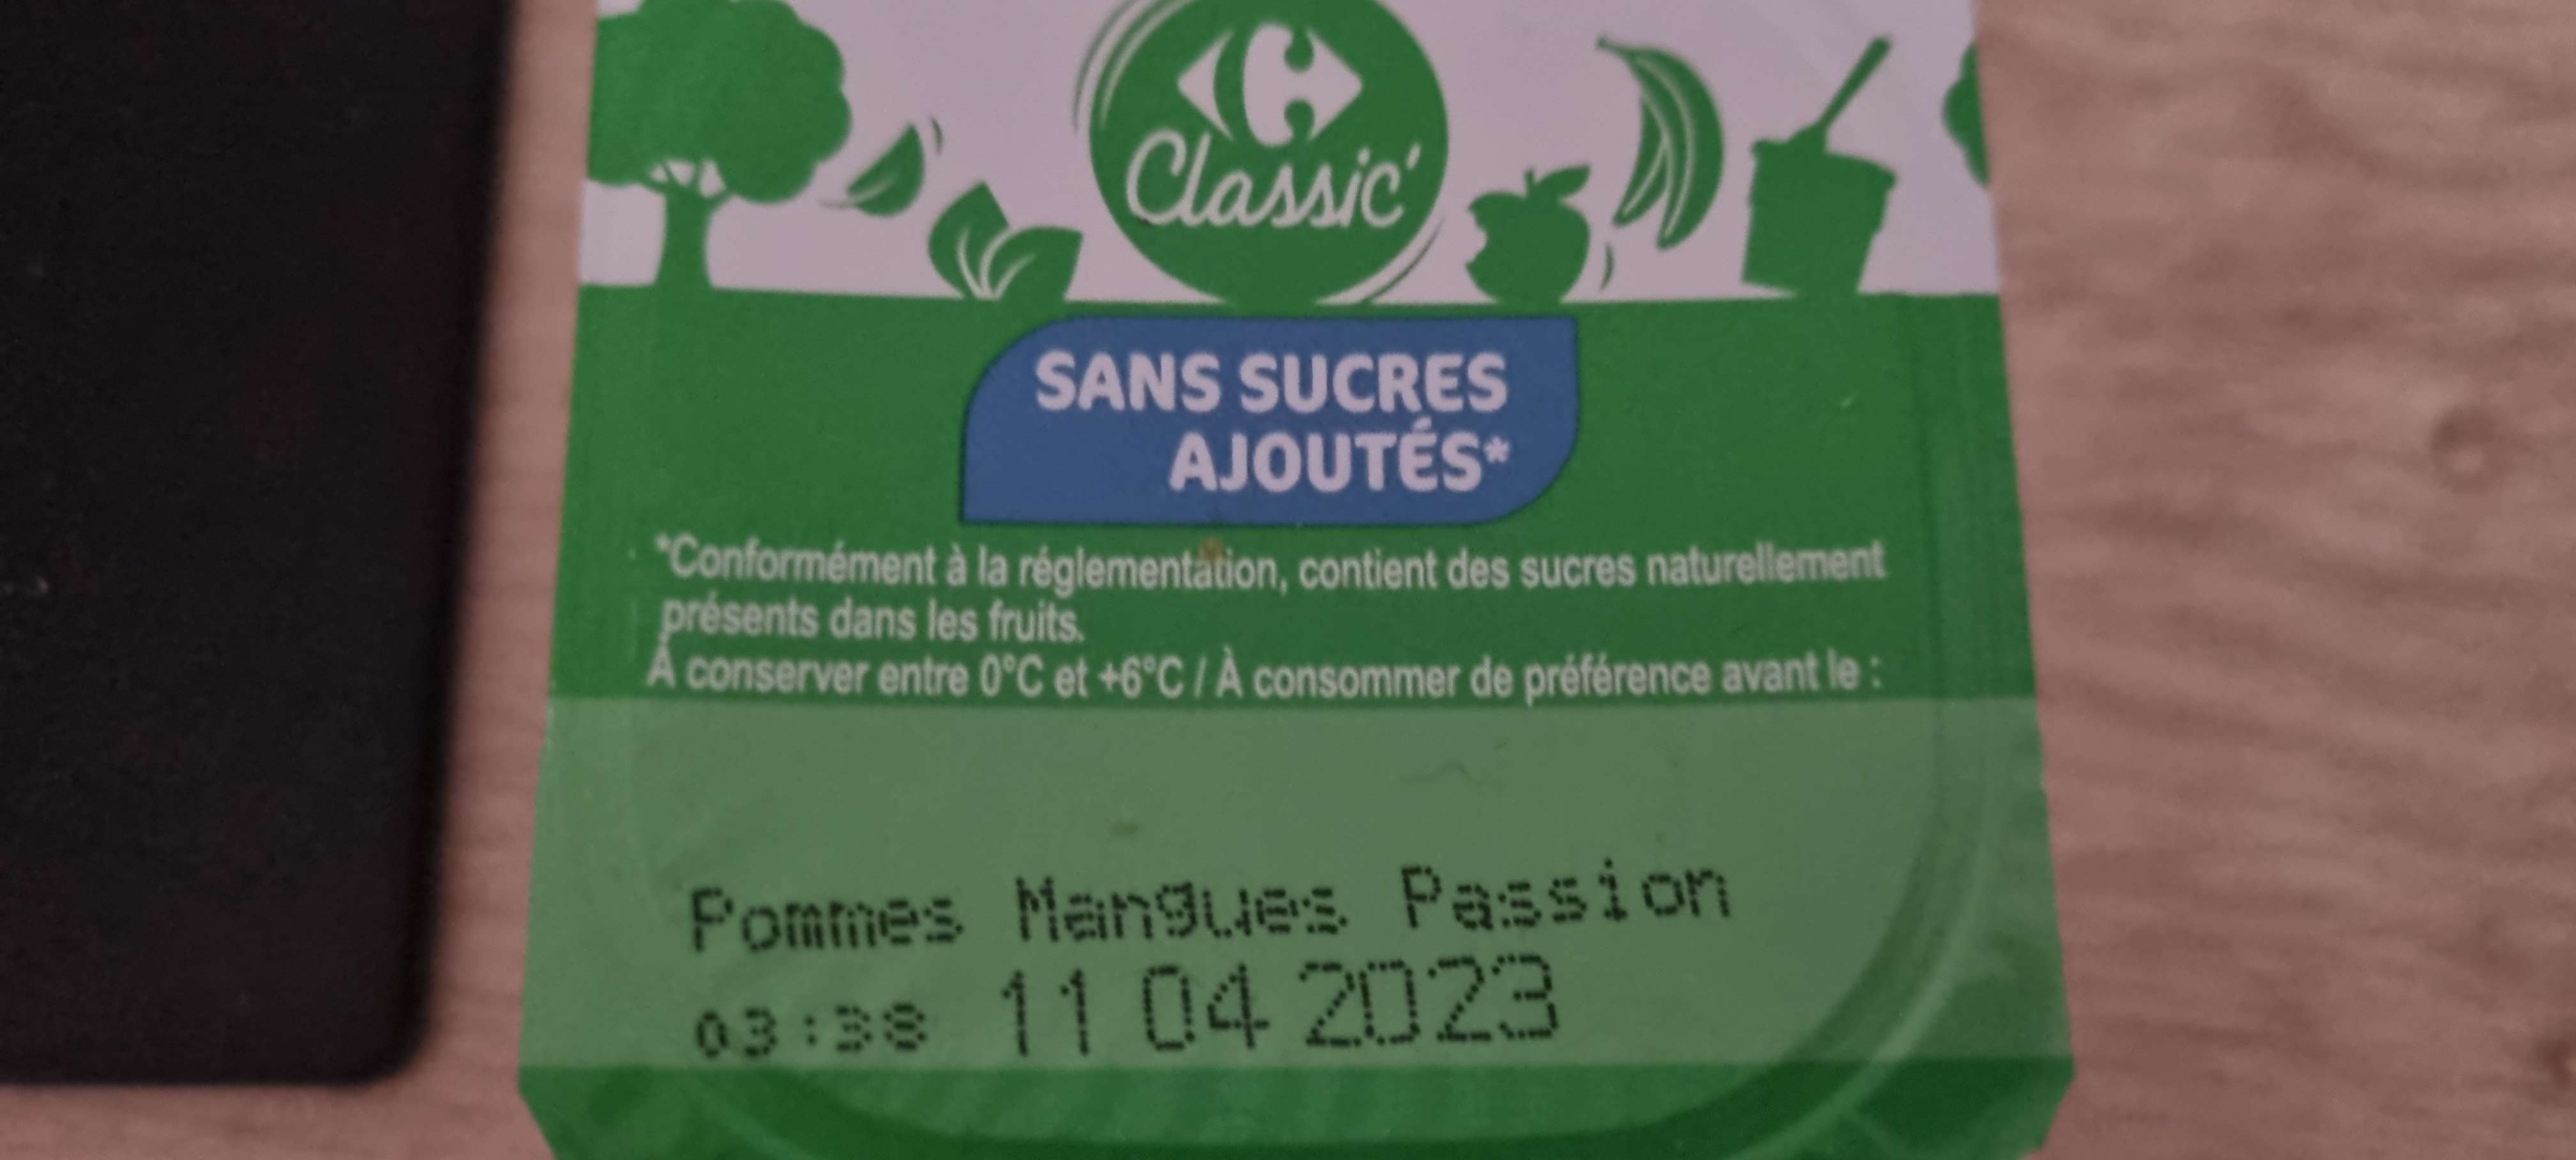 Classic'
SANS SUCRES
AJOUTÉS*
*Conformément à la réglementation, contient des sucres naturellement
présents dans les fruits.
À conserver entre 0°C et +6°C / À consommer de préférence avant le :
Pommes Mangues Passion
03:38 11 04 2023